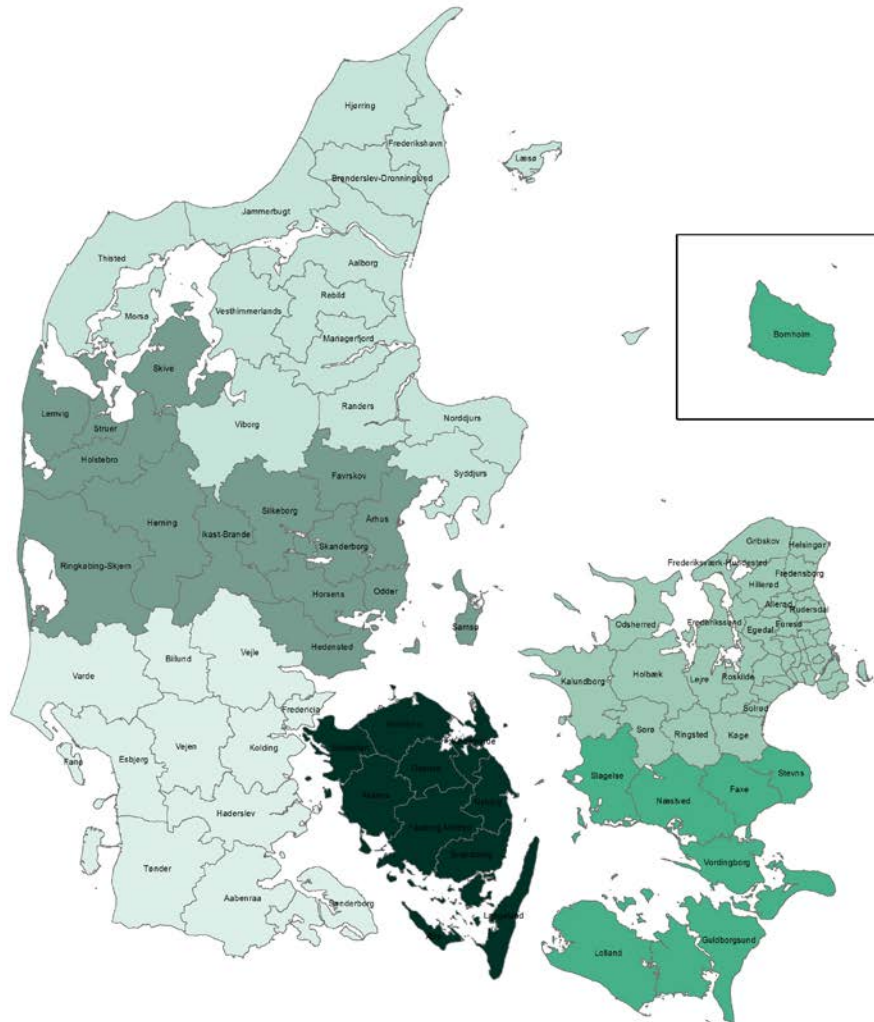 Hjørring
Frederikshavn
Læsø
Brønderslev-Dronninglund
Jammerbugt
Thisted
Aalborg
Rebild
Vesthimmerlands
Morsø
Mariagerfjord
Bornholm
Skive
Lemvig
Randers
Norddjurs
Struer
Viborg
Holstebro
Favrskov
Syddjurs
Silkeborg
Århus
Herning
Ikast-Brande
Skanderborg
Gribskov
Helsingør
Frederiksværk-Hundested
Fredensborg
Hillerød
Ringkøbing-Skjern
Horsens
Odder
Allerød
Rudersdal
Samsø
Odsherred
Frederikssund
Egedal
Furesø
Hedensted
Varde
Billund
Vejle
Kalundborg
Holbæk
Lejre
Roskilde
Fredericia
Solrød
Sorø
Ringsted
Køge
Fanø
Esbjerg
Vejen
Kolding
Slagelse
Næstved
Faxe
Stevns
Haderslev
Vordingborg
Tønder
Aabenraa
Sønderborg
Langeland
Lolland
Guldborgsund